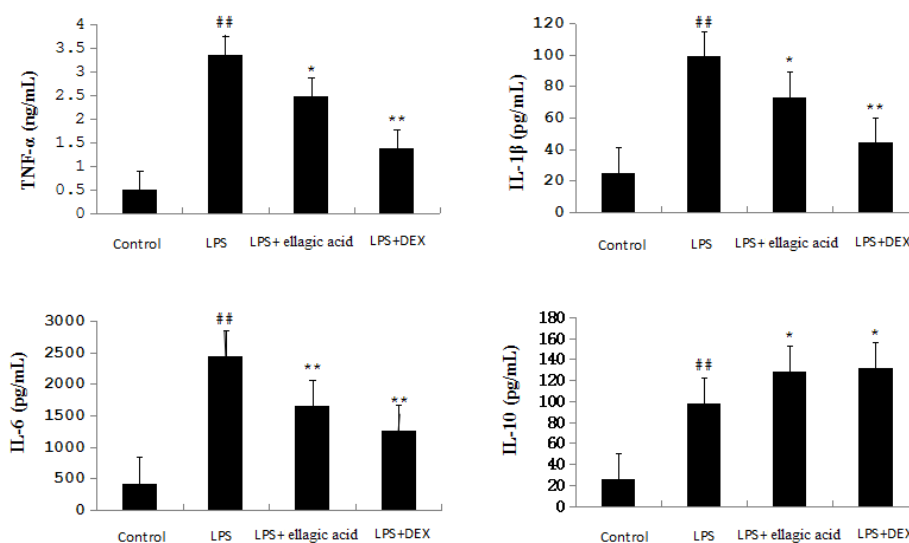 TNF-α (ng/mL)
4
3.5
3
2.5
2
1.5
1
0.5
0
##
*
**
Control
LPS
LPS+ ellagic acid
LPS+DEX
IL-1β (pg/mL)
120
100
80
60
40
20
0
##
*
**
Control
LPS
LPS+ ellagic acid
LPS+DEX
IL-6 (pg/mL)
3000
2500
2000
1500
1000
500
0
##
**
**
Control
LPS
LPS+ ellagic acid
LPS+DEX
IL-10 (pg/mL)
180
160
140
120
100
80
60
40
20
0
##
*
*
Control
LPS
LPS+ ellagic acid
LPS+DEX